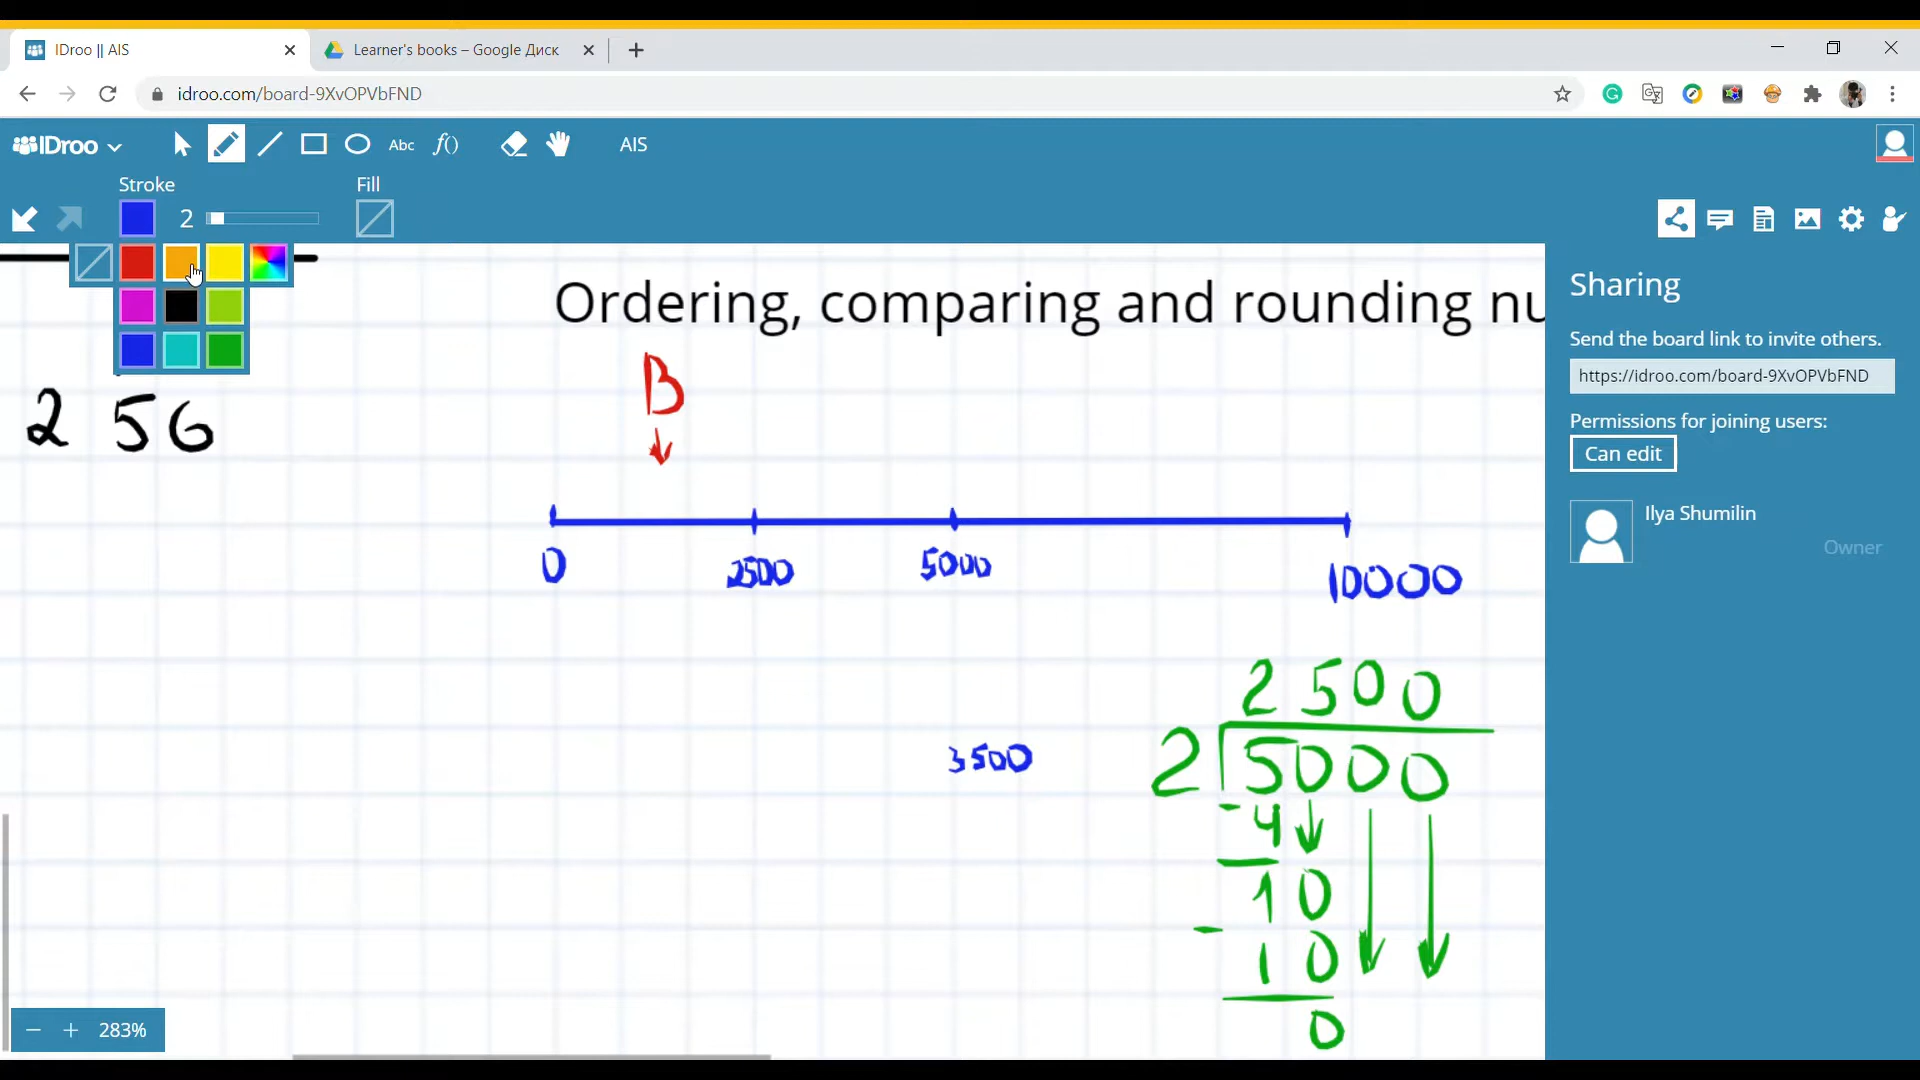 IDroo || AIS
Learner's books – Google Диск
idroo.com/board-9XvOPVbFND
IDroo
Abc
f()
AIS
Stroke
Fill
2
Ordering, comparing and rounding nu
B
2 56
0
2500
5000
10000
3500
2 500
2 5000
-4
10
- 10
0
283%
Sharing
Send the board link to invite others.
https://idroo.com/board-9XvOPVbFND
Permissions for joining users:
Can edit
Ilya Shumilin
Owner